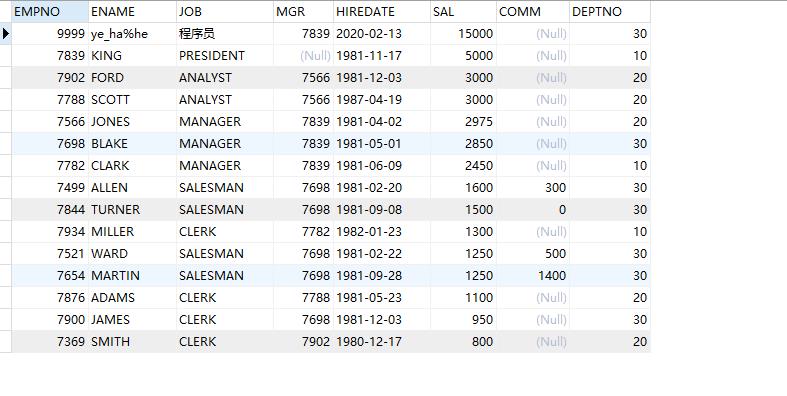 EMPNO ENAME JOB MGR HIREDATE SAL COMM DEPTNO
9999 ye_ha%he 程序员 7839 2020-02-13 15000 (Null) 30
7839 KING PRESIDENT (Null) 1981-11-17 5000 (Null) 10
7902 FORD ANALYST 7566 1981-12-03 3000 (Null) 20
7788 SCOTT ANALYST 7566 1987-04-19 3000 (Null) 20
7566 JONES MANAGER 7839 1981-04-02 2975 (Null) 20
7698 BLAKE MANAGER 7839 1981-05-01 2850 (Null) 30
7782 CLARK MANAGER 7839 1981-06-09 2450 (Null) 10
7499 ALLEN SALESMAN 7698 1981-02-20 1600 300 30
7844 TURNER SALESMAN 7698 1981-09-08 1500 0 30
7934 MILLER CLERK 7782 1982-01-23 1300 (Null) 10
7521 WARD SALESMAN 7698 1981-02-22 1250 500 30
7654 MARTIN SALESMAN 7698 1981-09-28 1250 1400 30
7876 ADAMS CLERK 7788 1981-05-23 1100 (Null) 20
7900 JAMES CLERK 7698 1981-12-03 950 (Null) 30
7369 SMITH CLERK 7902 1980-12-17 800 (Null) 20